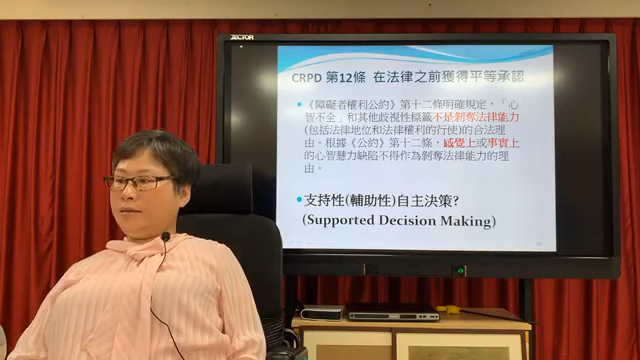 VECTOR
CRPD 第12條 在法律之前獲得平等承認
•《障礙者權利公約》第十二條明確規定,「心
智不全」和其他歧視性標籤不是剝奪法律能力
(包括法律地位和法律權利的行使)的合法理
由。根據《公約》第十二條,感覺上或事實上
的心智慧力缺陷不得作為剝奪法律能力的理
由。
•支持性(輔助性)自主決策?
(Supported Decision Making)